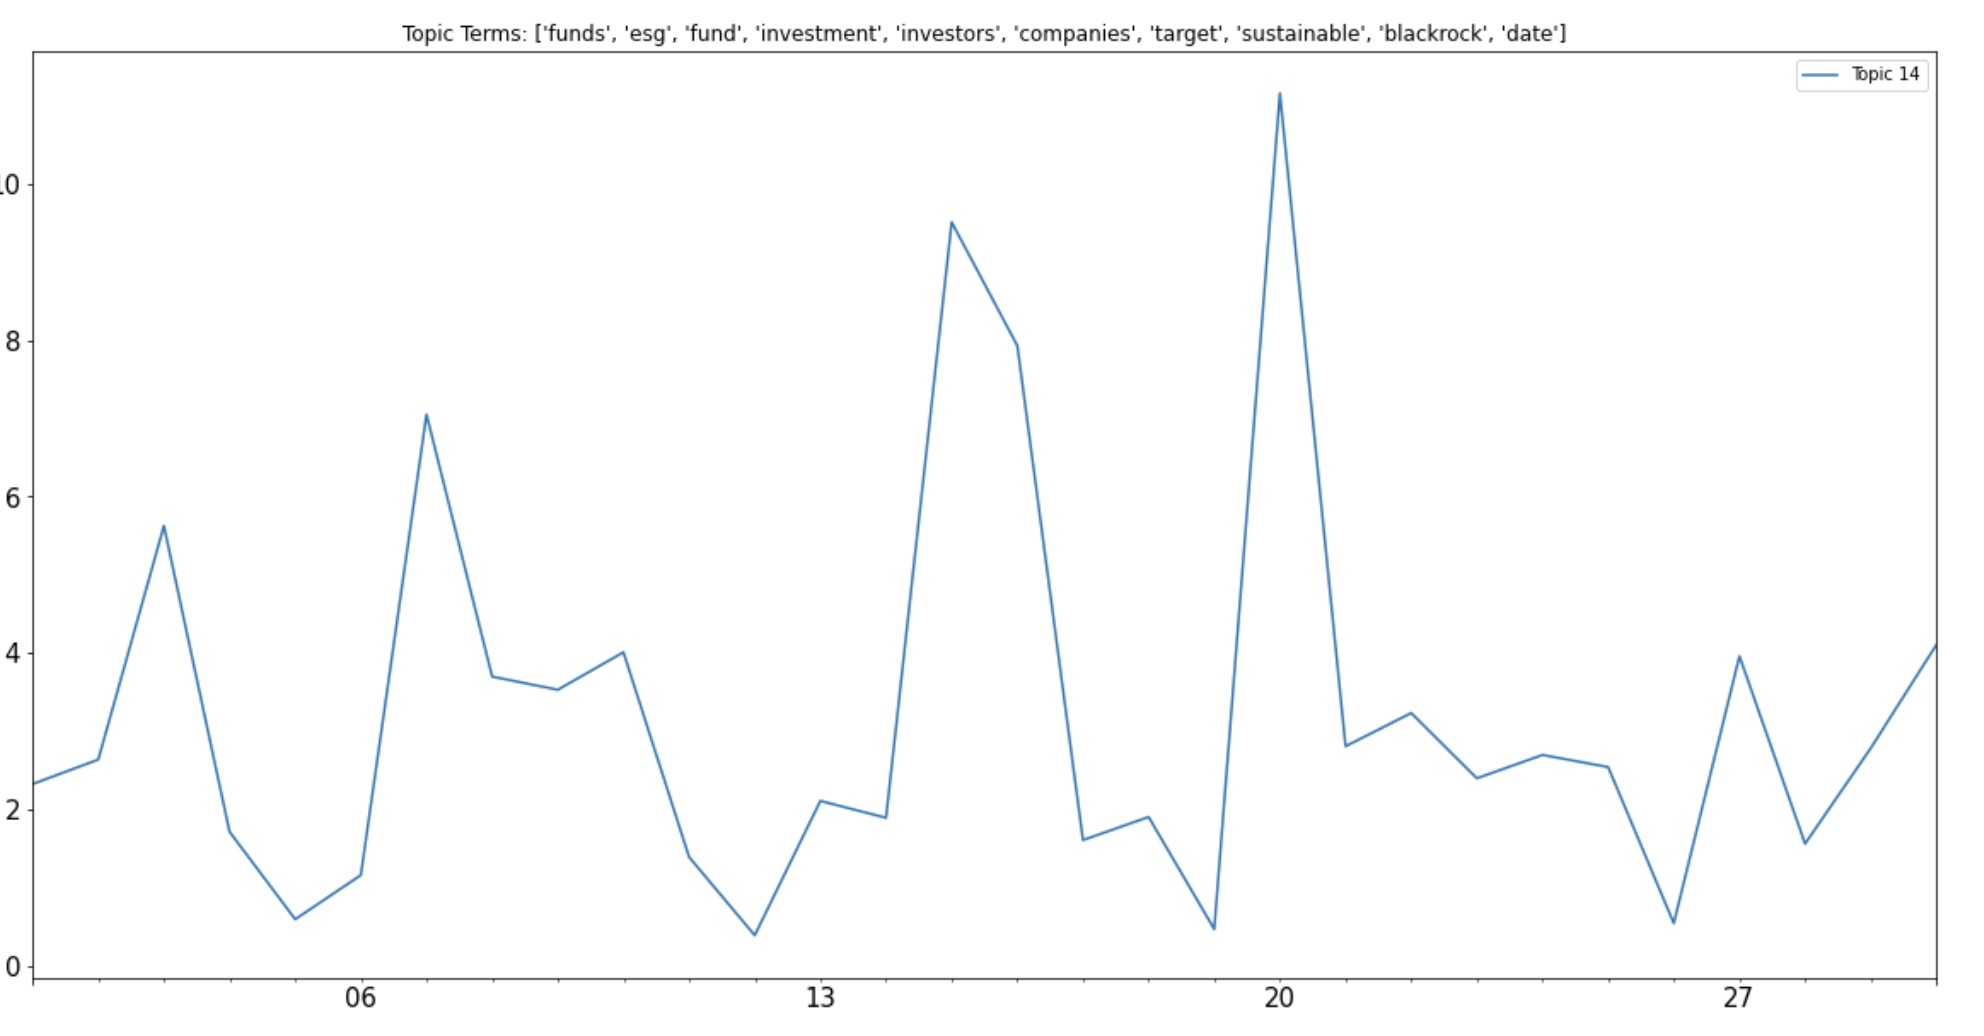 Topic Terms: ['funds', 'esg', 'fund', 'investment', 'investors', 'companies', 'target', 'sustainable', 'blackrock', 'date']
Topic 14
10
8
6
4
2
0
06 13 20 27